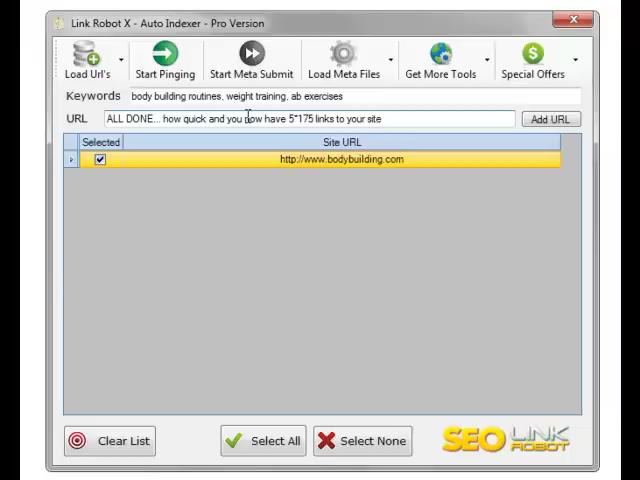 Link Robot X - Auto Indexer - Pro Version
Load Url's Start Pinging Start Meta Submit Load Meta Files Get More Tools Special Offers
Keywords body building routines, weight training, ab exercises
URL ALL DONE... how quick and you now have 5*175 links to your site Add URL
Selected Site URL
http://www.bodybuilding.com
Clear List Select All Select None SEO LINK
ROBOT